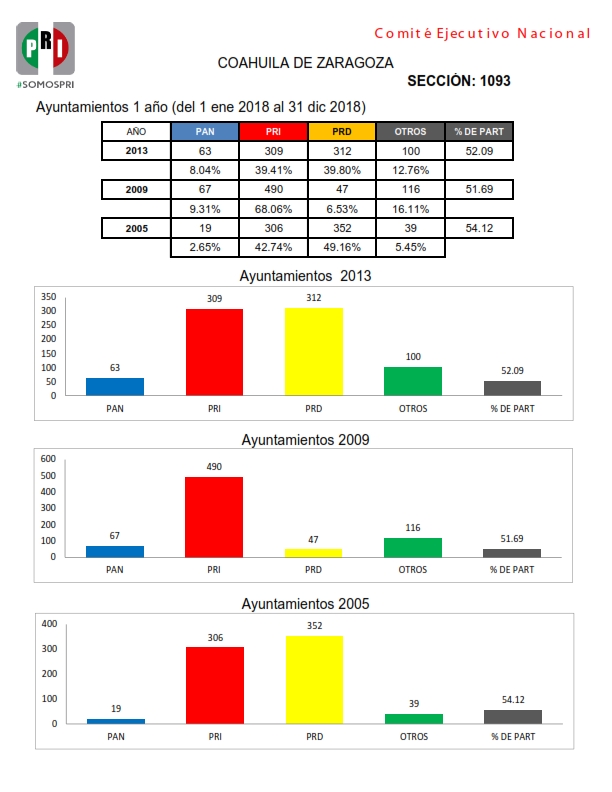 Comité Ejecutivo Nacional
PRI
#SOMOSPRI
COAHUILA DE ZARAGOZA
SECCIÓN: 1093
Ayuntamientos 1 año (del 1 ene 2018 al 31 dic 2018)
AÑO PAN PRI PRD OTROS % DE PART
2013 63 309 312 100 52.09
8.04% 39.41% 39.80% 12.76%
2009 67 490 47 116 51.69
9.31% 68.06% 6.53% 16.11%
2005 19 306 352 39 54.12
2.65% 42.74% 49.16% 5.45%
Ayuntamientos 2013
350
300
250
200
150
100
50
0
63 309 312 100 52.09
PAN PRI PRD OTROS % DE PART
Ayuntamientos 2009
600
500
400
300
200
100
0
67 490 47 116 51.69
PAN PRI PRD OTROS % DE PART
Ayuntamientos 2005
400
300
200
100
0
19 306 352 39 54.12
PAN PRI PRD OTROS % DE PART